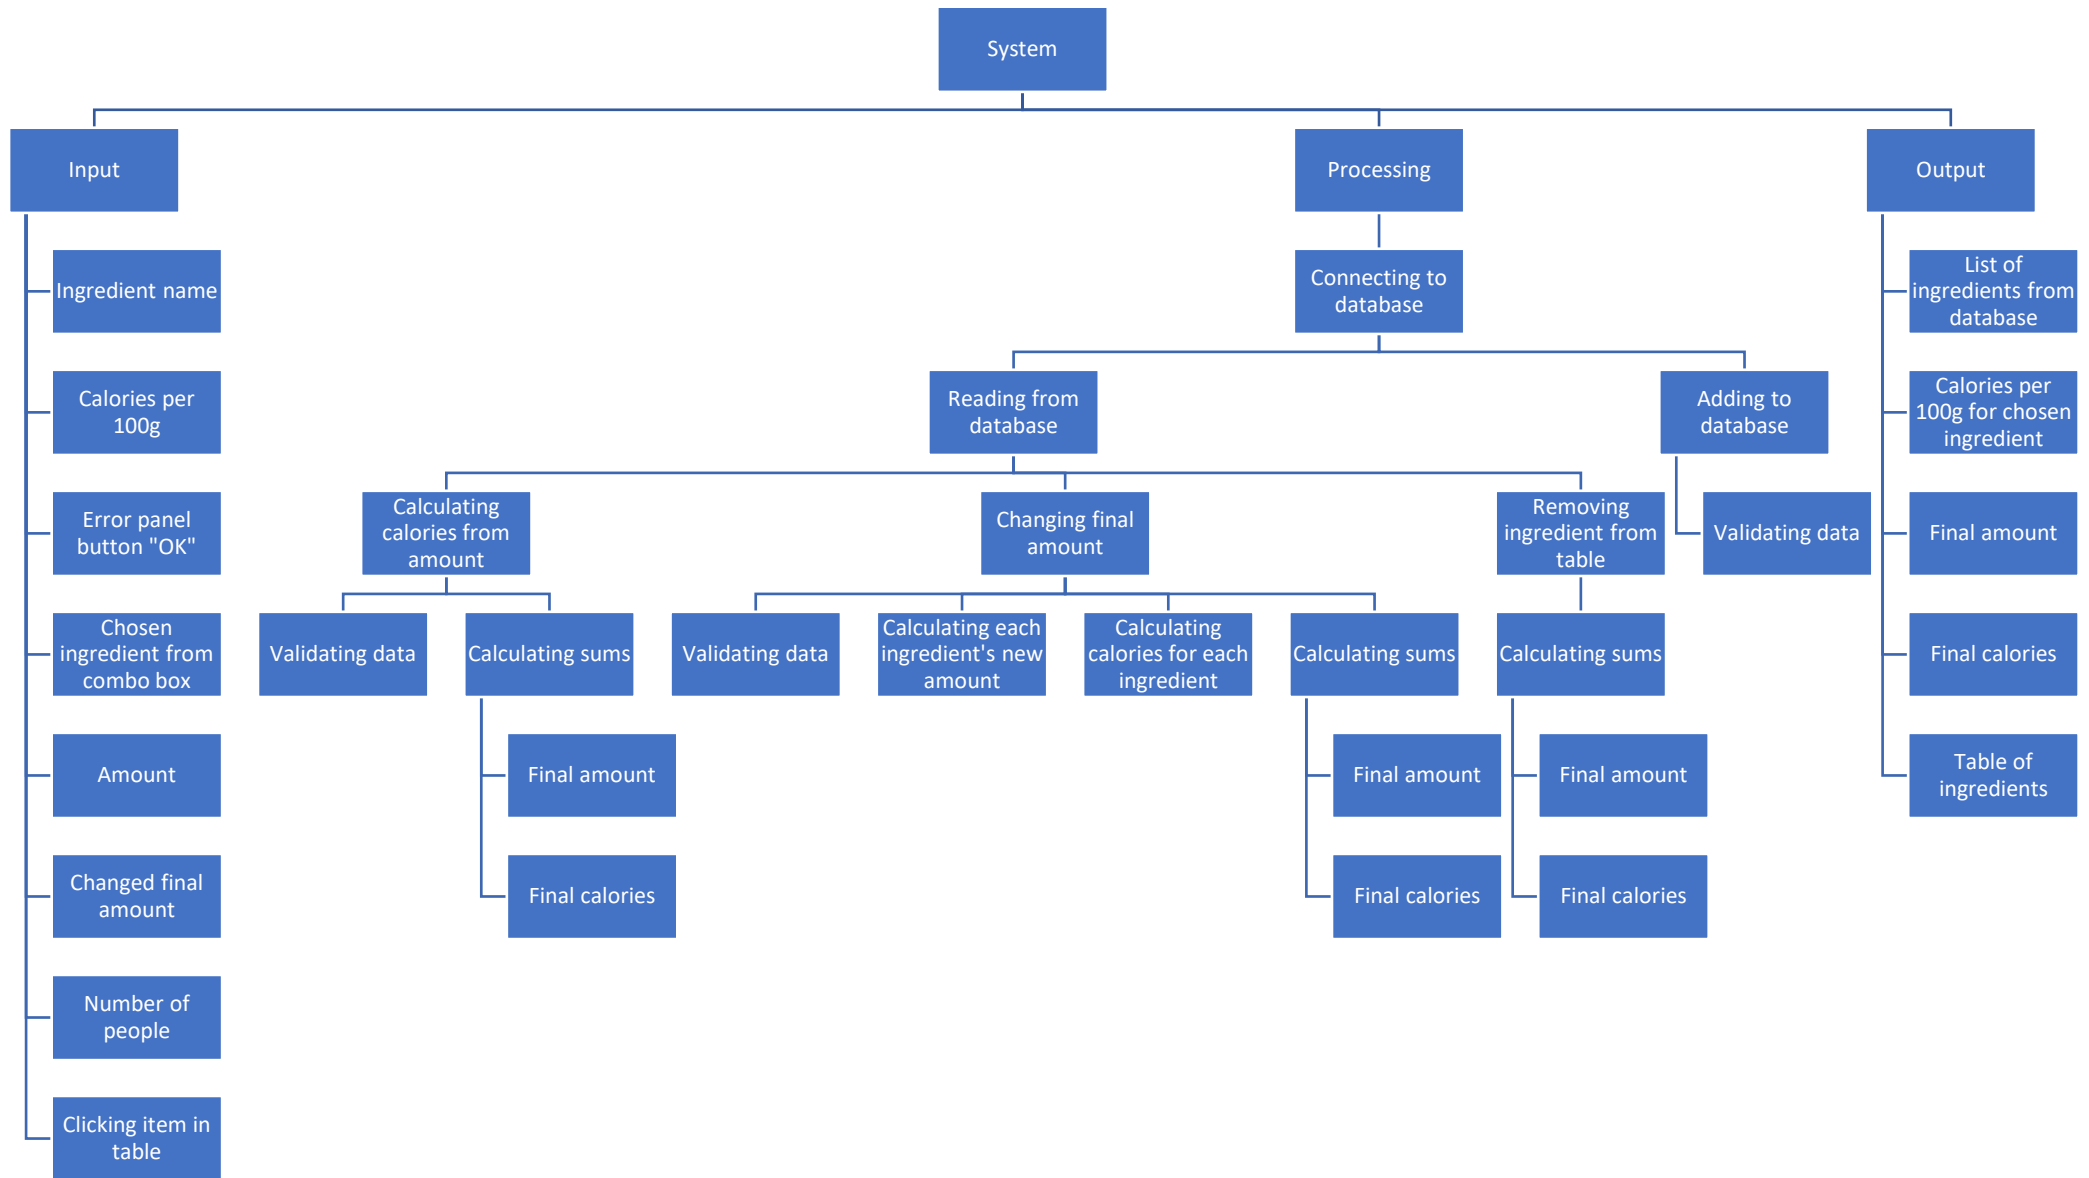 System
Input
Processing
Output
Ingredient name
Calories per
100g
Error panel
button "OK"
Chosen
ingredient from
combo box
Amount
Changed final
amount
Number of
people
Clicking item in
table
Connecting to
database
Reading from
database
Adding to
database
Calculating
calories from
amount
Changing final
amount
Removing
ingredient from
table
Validating data
Validating data
Calculating sums
Final amount
Final calories
Validating data
Calculating each
ingredient's new
amount
Calculating
calories for each
ingredient
Calculating sums
Final amount
Final calories
Calculating sums
Final amount
Final calories
List of
ingredients from
database
Calories per
100g for chosen
ingredient
Final amount
Final calories
Table of
ingredients